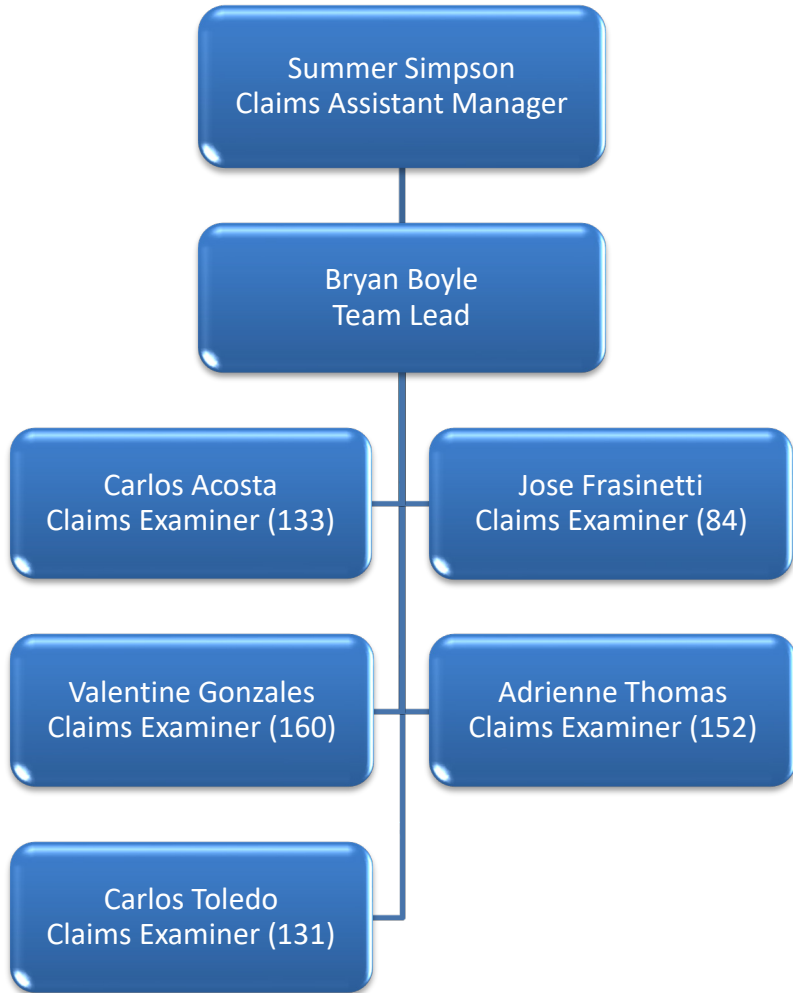 Summer Simpson
Claims Assistant Manager
Bryan Boyle
Team Lead
Carlos Acosta
Claims Examiner (133)
Jose Frasinetti
Claims Examiner (84)
Valentine Gonzales
Claims Examiner (160)
Adrienne Thomas
Claims Examiner (152)
Carlos Toledo
Claims Examiner (131)